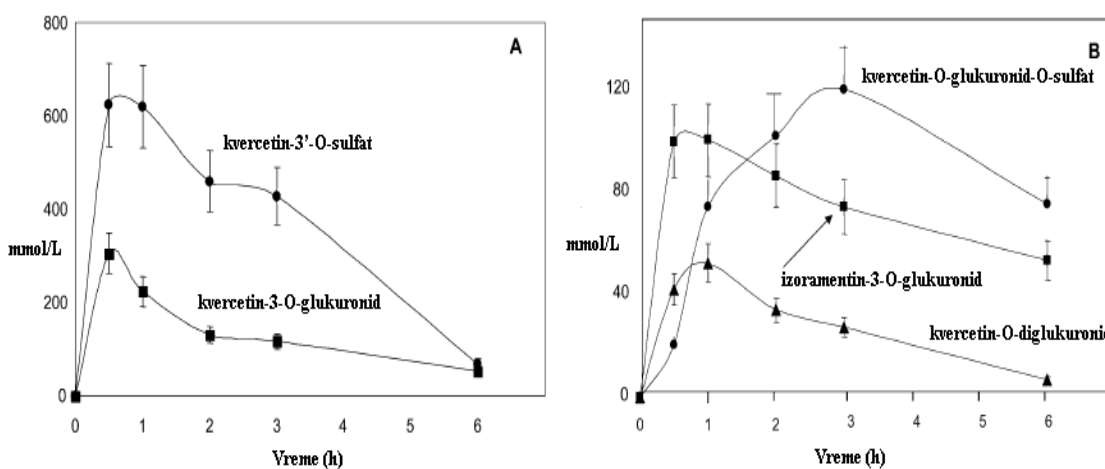 800
A
600
kvercetin-3'-O-sulfat
400
mmol/L
200
kvercetin-3-O-glukuronid
0
0 1 2 3 4 5 6
Vreme (h)
B
kvercetin-O-glukuronid-O-sulfat
120
80
mmol/L
izoramentin-3-O-glukuronid
40
kvercetin-O-diglukuronid
0
0 1 2 3 4 5 6
Vreme (h)